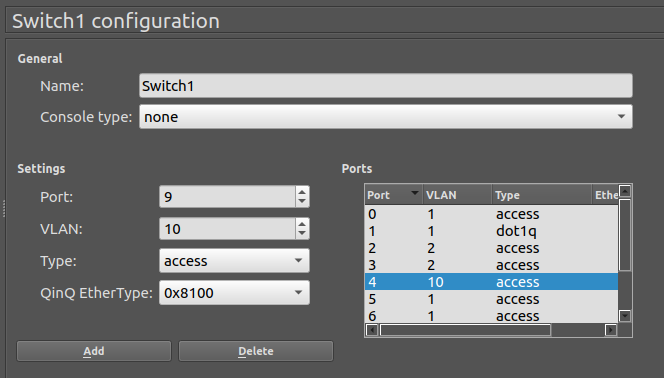 Switch1 configuration
General
Name: Switch1
Console type: none
Settings
Port: 9
VLAN: 10
Type: access
QinQ EtherType: 0x8100
Add Delete
Ports
Port VLAN Type Ethe
0 1 access
1 1 dot1q
2 2 access
3 2 access
4 10 access
5 1 access
6 1 access